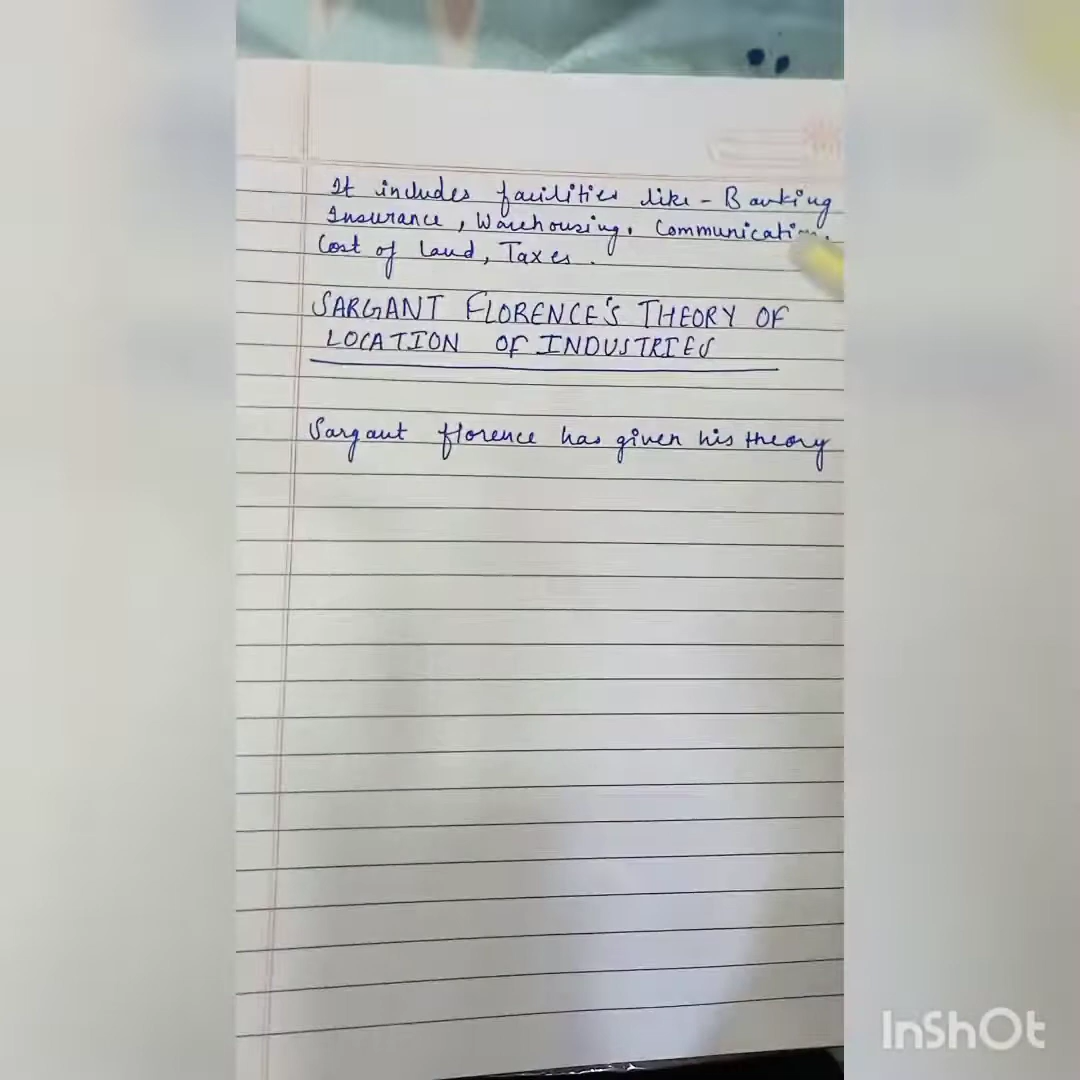 It includes facilities like - Banking
Insurance, Warehousing, Communication,
Cost of land, Taxes.
SARGANT FLORENCE'S THEORY OF
LOCATION OF INDUSTRIES
Sargant florence has given his theory
InShOt